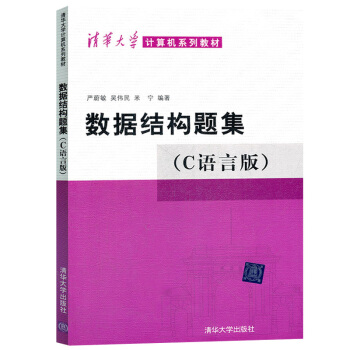 清华大学 计算机系列教材
严蔚敏 吴伟民 米 宁 编著
数据结构题集
（C语言版）
清华大学出版社
清华大学计算机系列教材
数据结构题集（C语言版）
清华大学出版社